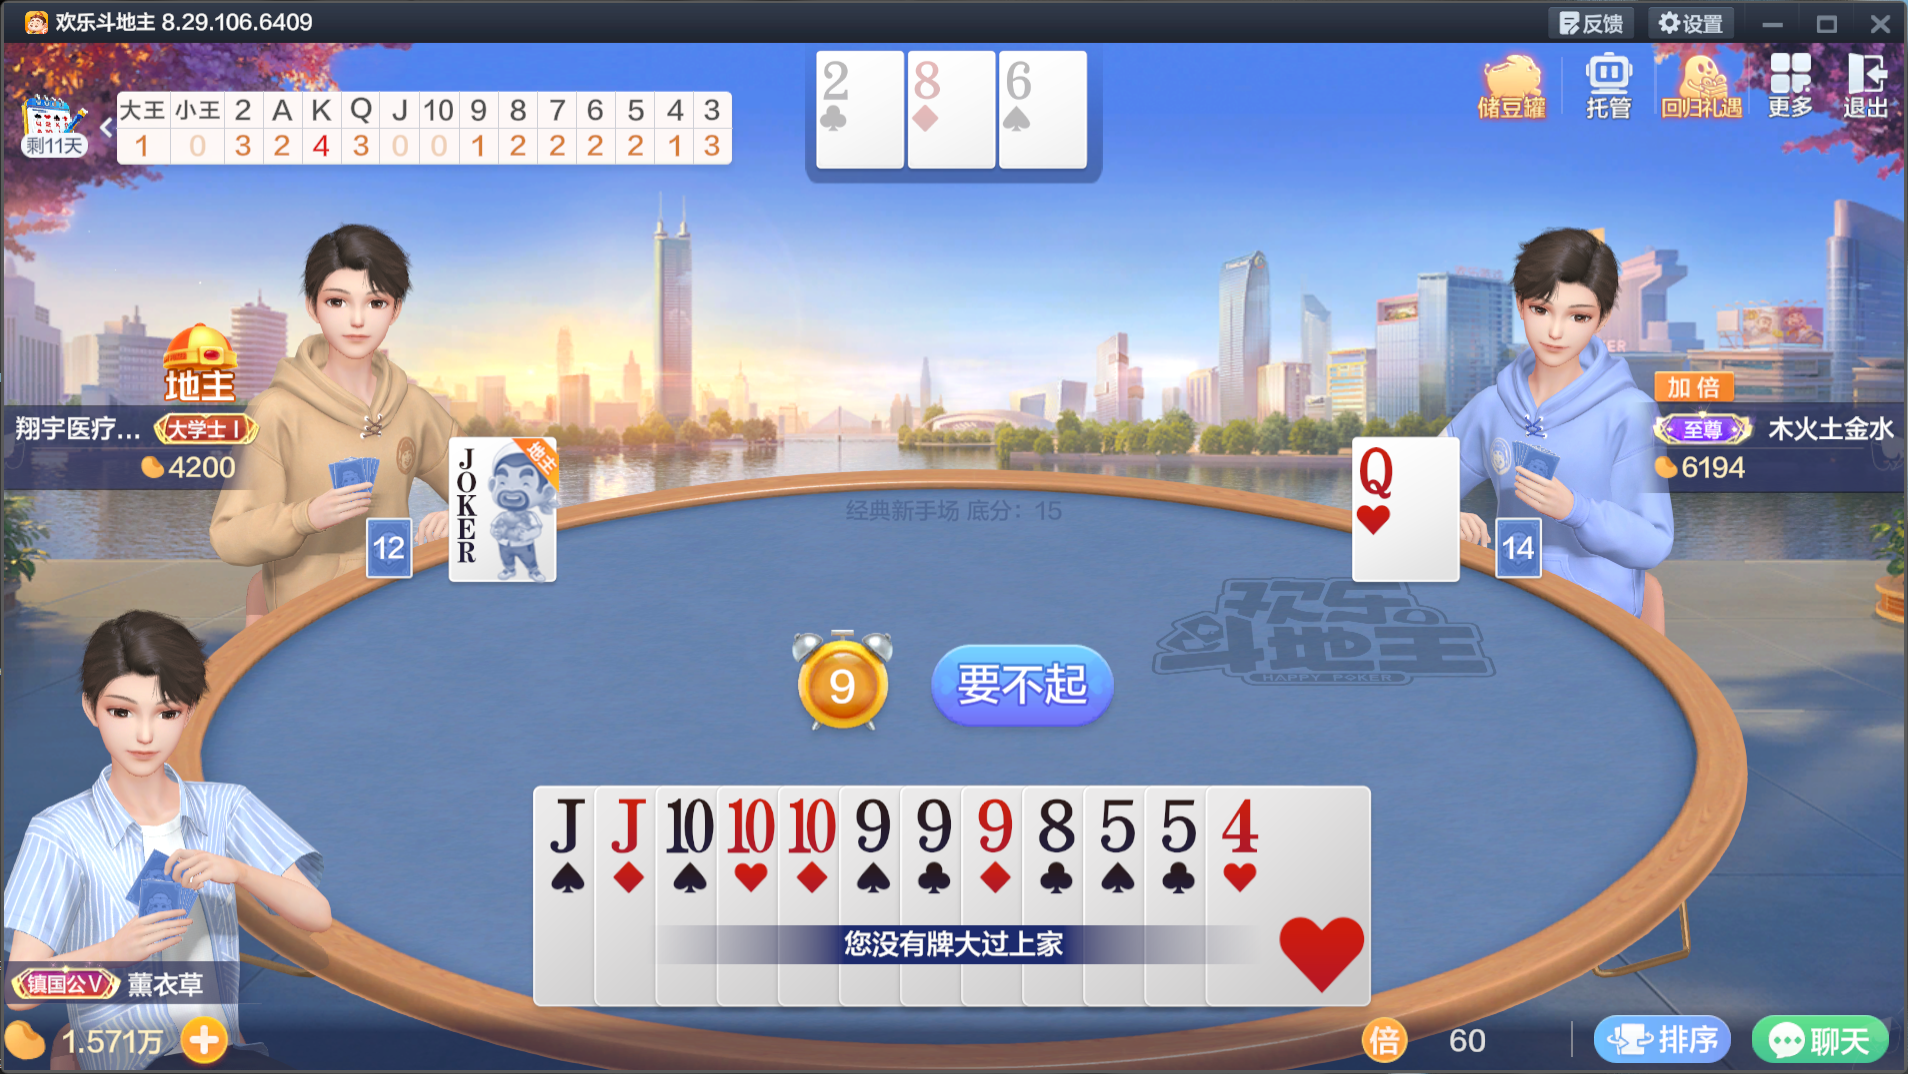 欢乐斗地主 8.29.106.6409
反馈
设置
剩11天
大王 小王 2 A K Q J 10 9 8 7 6 5 4 3
1 0 3 2 4 3 0 0 1 2 2 2 2 1 3
2
8
6
储豆罐
托管
回归礼遇
更多
退出
地主
翔宇医疗...
大学士 I
4200
加倍
至尊
木火土金水
6194
JOKER
地主
12
经典新手场 底分：15
Q
14
欢乐
斗地主
HAPPY POKER
9
要不起
J J 10 10 10 9 9 9 8 5 5 4
您没有牌大过上家
镇国公 V
薰衣草
1.571万
倍
60
排序
聊天